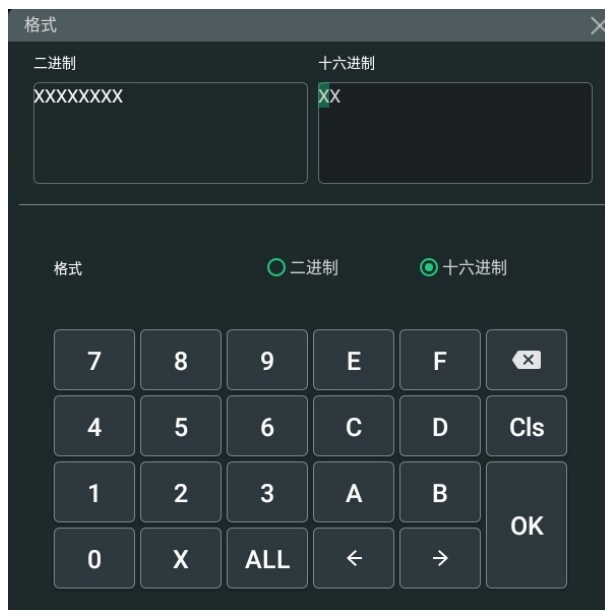 格式
二进制 十六进制
XXXXXXXX XX
格式 二进制 十六进制
7 8 9 E F
4 5 6 C D Cls
1 2 3 A B
OK
0 X ALL ← →